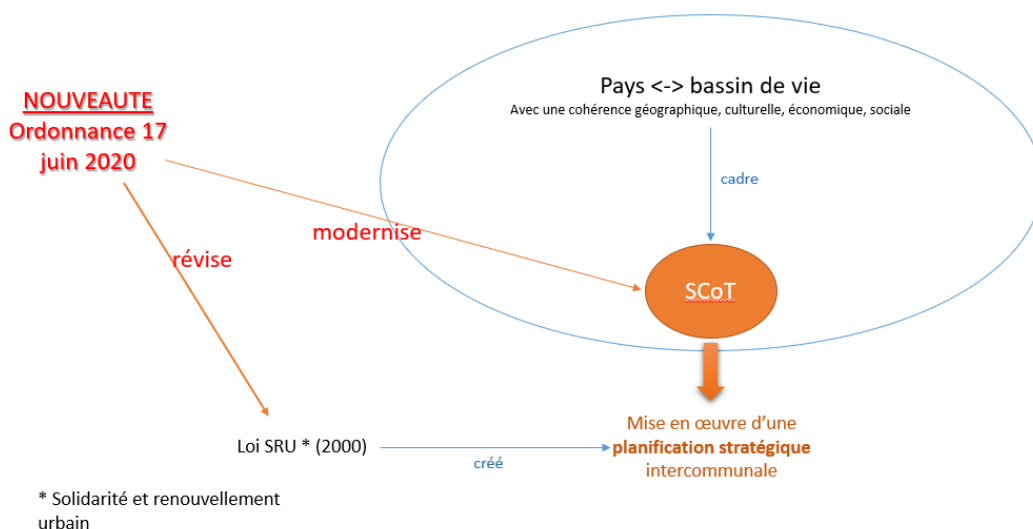 NOUVEAUTE
Ordonnance 17
juin 2020
Pays <-> bassin de vie
Avec une cohérence géographique, culturelle, économique, sociale
cadre
modernise
révise
SCoT
Loi SRU * (2000)
créé
Mise en œuvre d’une
planification stratégique
intercommunale
* Solidarité et renouvellement
urbain